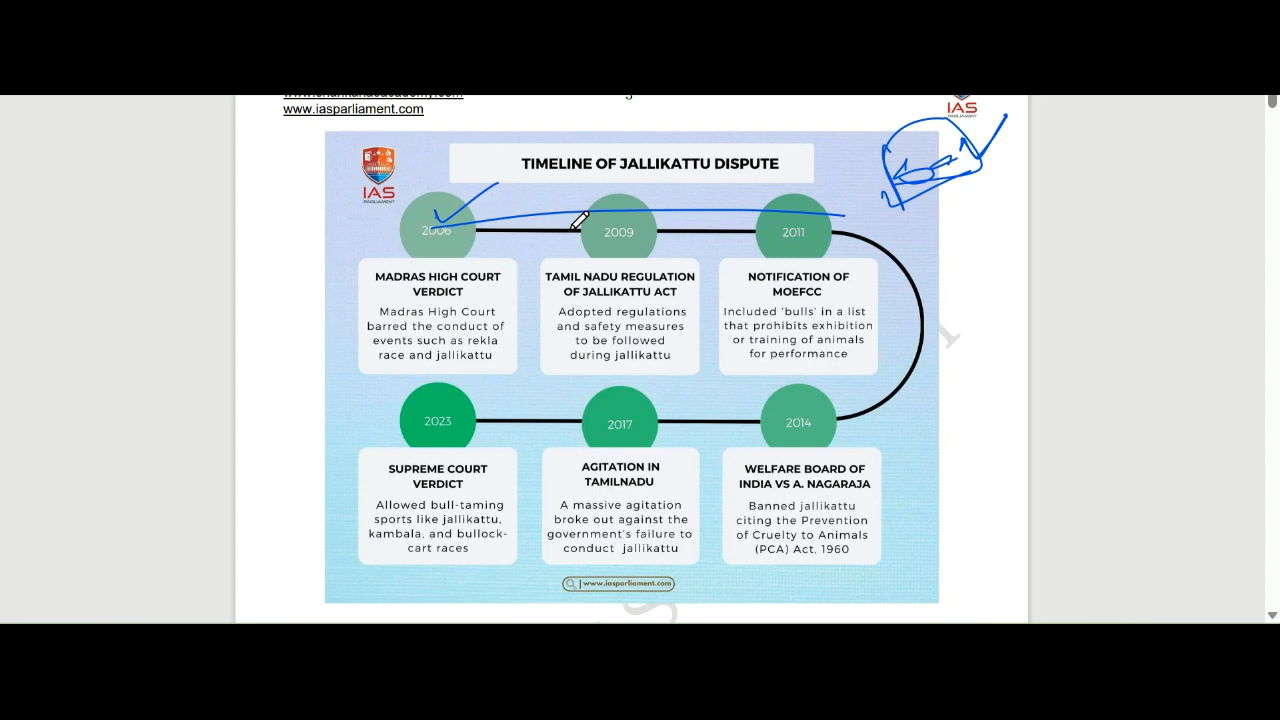 www.iasparliament.com
IAS
PARLIAMENT
TIMELINE OF JALLIKATTU DISPUTE
IAS
PARLIAMENT
2006
2009
2011
MADRAS HIGH COURT
VERDICT
Madras High Court
barred the conduct of
events such as rekla
race and jallikattu
TAMIL NADU REGULATION
OF JALLIKATTU ACT
Adopted regulations
and safety measures
to be followed
during jallikattu
NOTIFICATION OF
MOEFCC
Included 'bulls' in a list
that prohibits exhibition
or training of animals
for performance
2023
2017
2014
SUPREME COURT
VERDICT
Allowed bull-taming
sports like jallikattu,
kambala, and bullock-
cart races
AGITATION IN
TAMILNADU
A massive agitation
broke out against the
government's failure to
conduct jallikattu
WELFARE BOARD OF
INDIA VS A. NAGARAJA
Banned jallikattu
citing the Prevention
of Cruelty to Animals
(PCA) Act, 1960
www.iasparliament.com